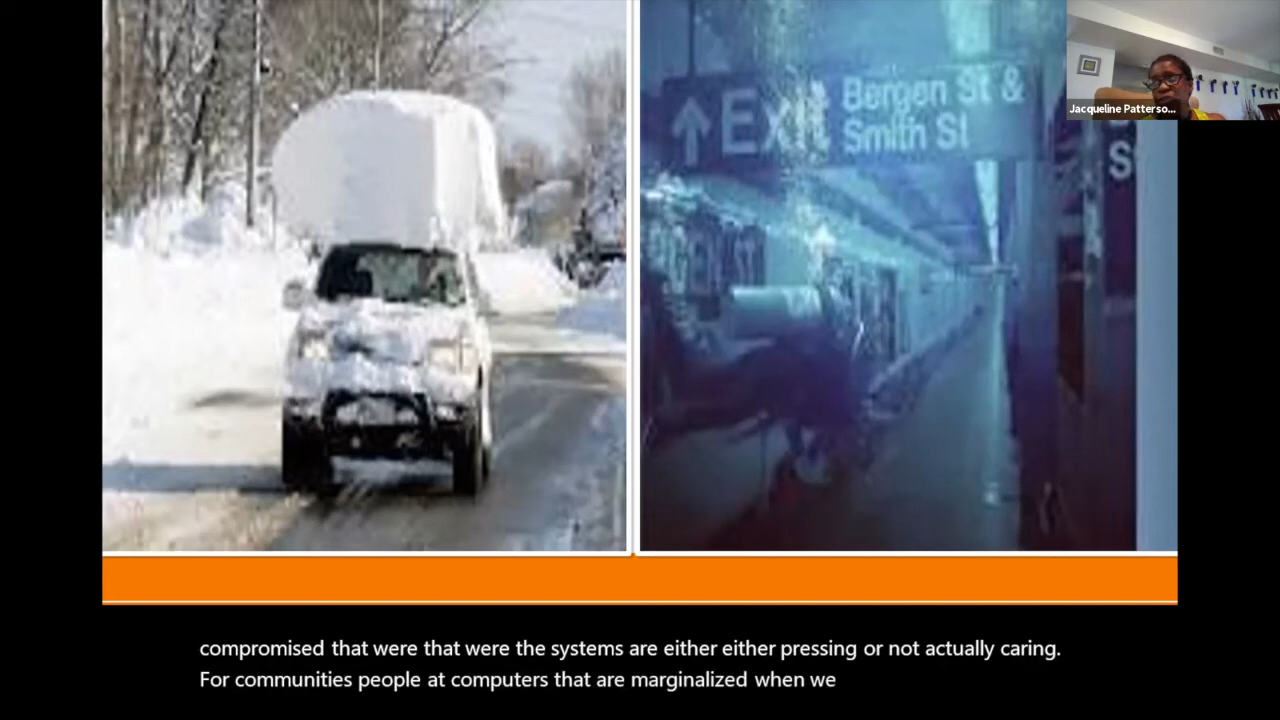 Exit
Bergen St &
Smith St
S
Jacqueline Patterso...
compromised that were that were the systems are either either pressing or not actually caring.
For communities people at computers that are marginalized when we